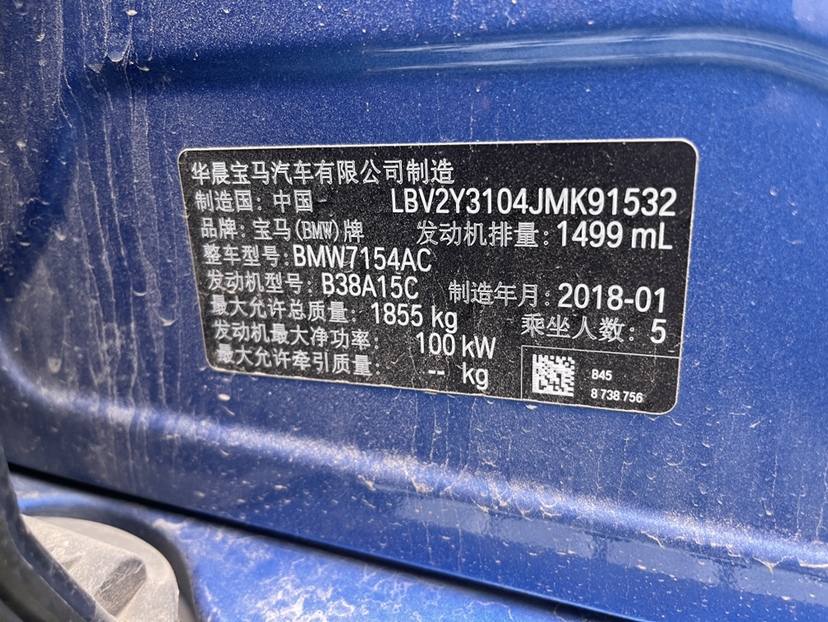 华晨宝马汽车有限公司制造
制造国: 中国 LBV2Y3104JMK91532
品牌: 宝马(BMW)牌 发动机排量: 1499 mL
整车型号: BMW7154AC
发动机型号: B38A15C 制造年月: 2018-01
最大允许总质量: 1855 kg 乘坐人数: 5
发动机最大净功率: 100 kW
最大允许牵引质量: -- kg
B45
8 738 756